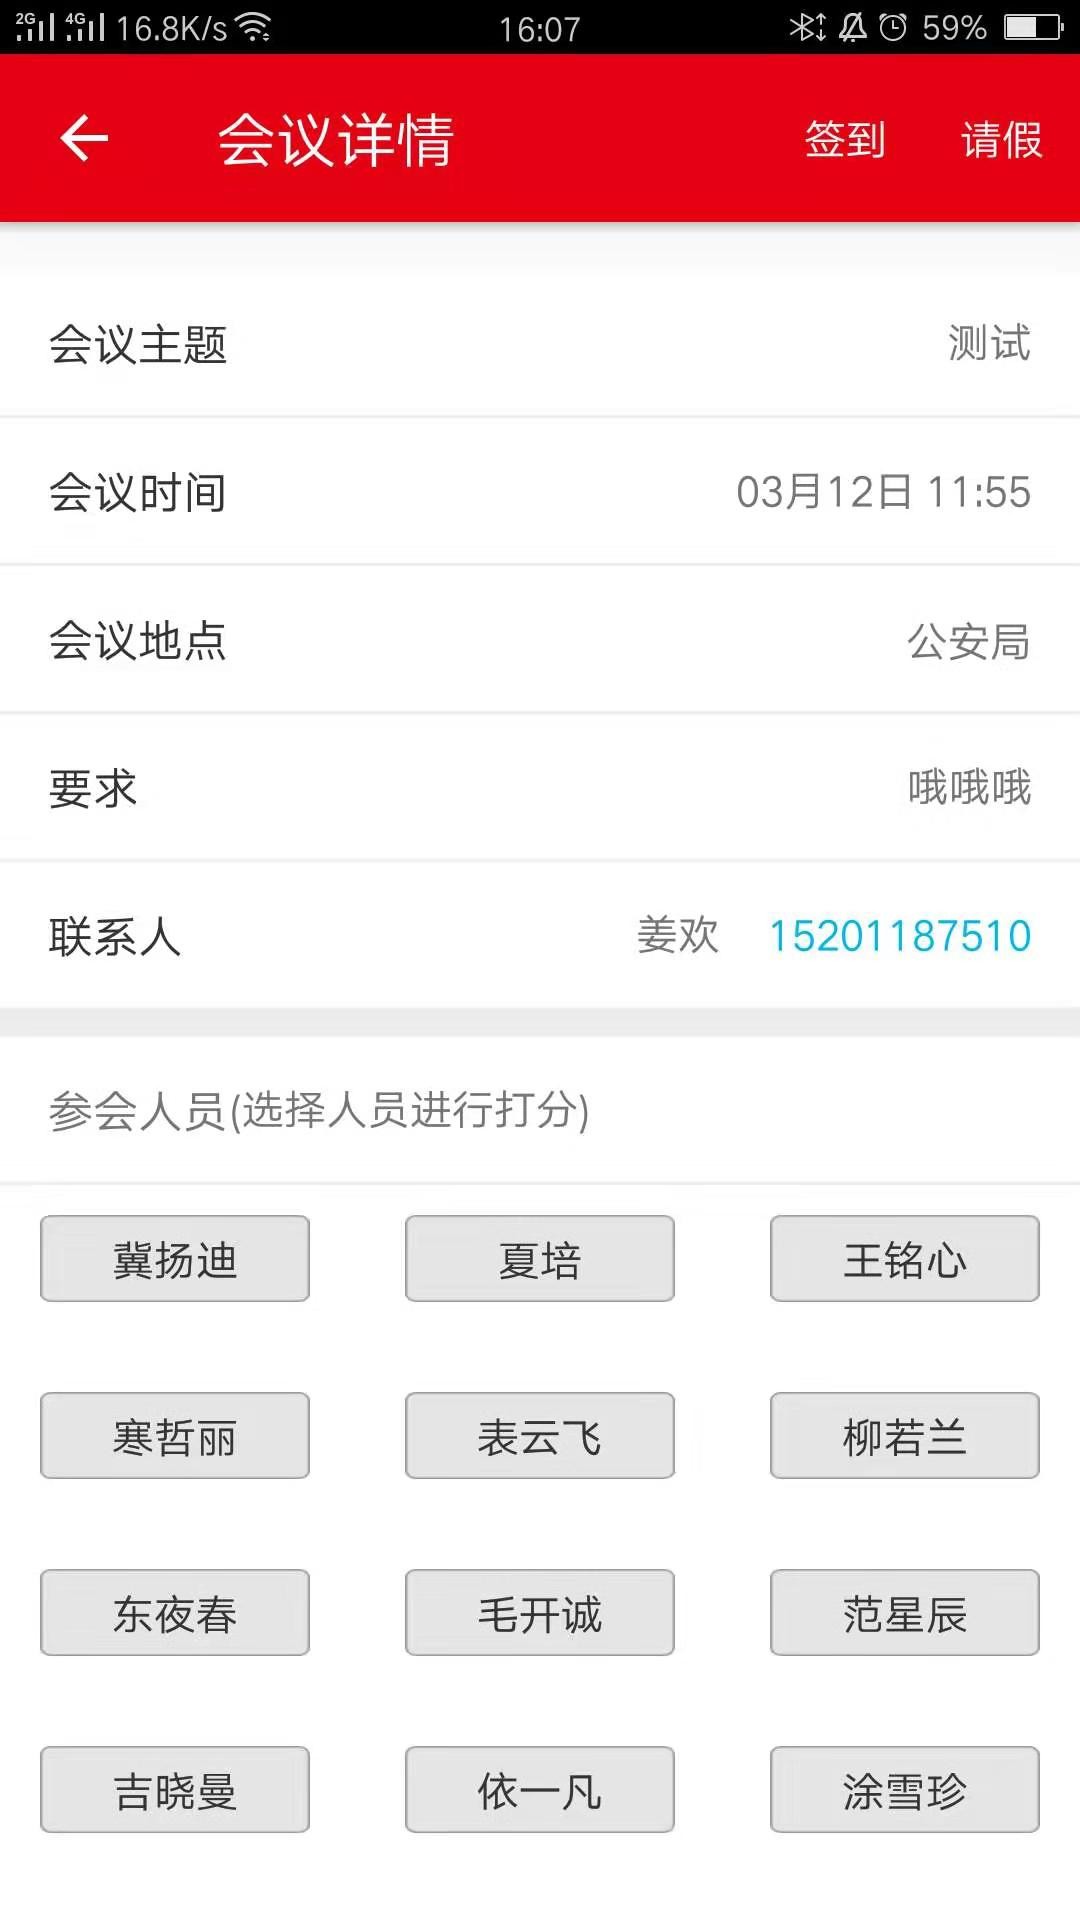 2G 4G 16.8K/s 16:07 59%
会议详情 签到 请假
会议主题 测试
会议时间 03月12日 11:55
会议地点 公安局
要求 哦哦哦
联系人 姜欢 15201187510
参会人员(选择人员进行打分)
冀扬迪 夏培 王铭心
寒哲丽 表云飞 柳若兰
东夜春 毛开诚 范星辰
吉晓曼 依一凡 涂雪珍